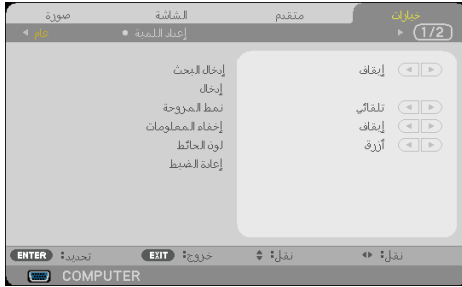 خيارات متقدم الشاشة صورة
1/2 إعداد اللمبة عام
إدخال البحث إيقاف
إدخال
نمط المروحة تلقائي
إخفاء المعلومات إيقاف
لون الحائط أزرق
إعادة الضبط
نقل: نقل: خروج: EXIT تحديد: ENTER
COMPUTER